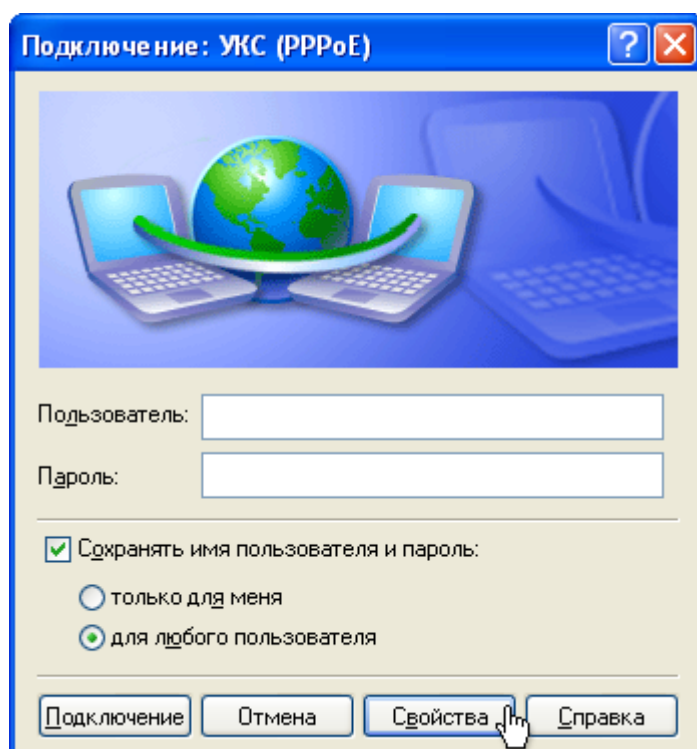 Подключение: УКС (PPPoE)
Пользователь:
Пароль:
Сохранять имя пользователя и пароль:
только для меня
для любого пользователя
Подключение Отмена Свойства Справка